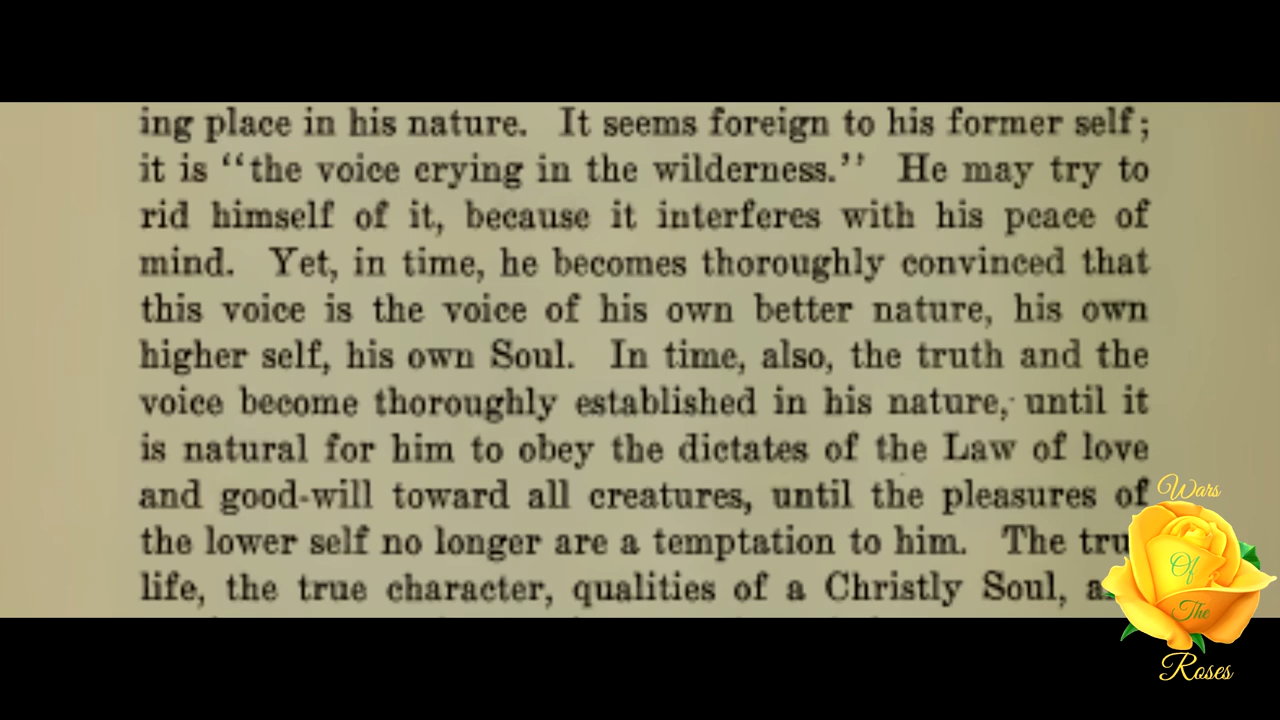 ing place in his nature. It seems foreign to his former self;
it is “the voice crying in the wilderness.” He may try to
rid himself of it, because it interferes with his peace of
mind. Yet, in time, he becomes thoroughly convinced that
this voice is the voice of his own better nature, his own
higher self, his own Soul. In time, also, the truth and the
voice become thoroughly established in his nature, until it
is natural for him to obey the dictates of the Law of love
and good-will toward all creatures, until the pleasures of
the lower self no longer are a temptation to him. The
life, the true character, qualities of a Christly Soul,
Wars
Of
The
Roses